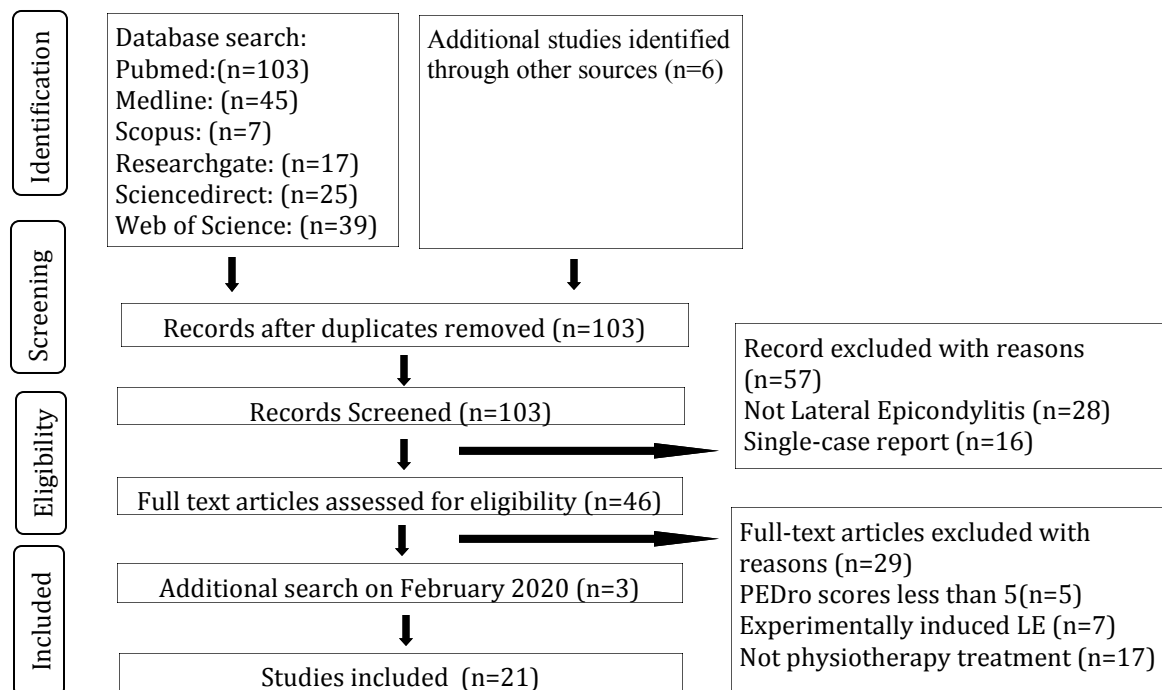 Identification
Database search:
Pubmed:(n=103)
Medline: (n=45)
Scopus: (n=7)
Researchgate: (n=17)
Sciencedirect: (n=25)
Web of Science: (n=39)
Additional studies identified
through other sources (n=6)
Screening
Records after duplicates removed (n=103)
Records Screened (n=103)
Record excluded with reasons
(n=57)
Not Lateral Epicondylitis (n=28)
Single-case report (n=16)
Eligibility
Full text articles assessed for eligibility (n=46)
Full-text articles excluded with
reasons (n=29)
PEDro scores less than 5(n=5)
Experimentally induced LE (n=7)
Not physiotherapy treatment (n=17)
Included
Additional search on February 2020 (n=3)
Studies included (n=21)